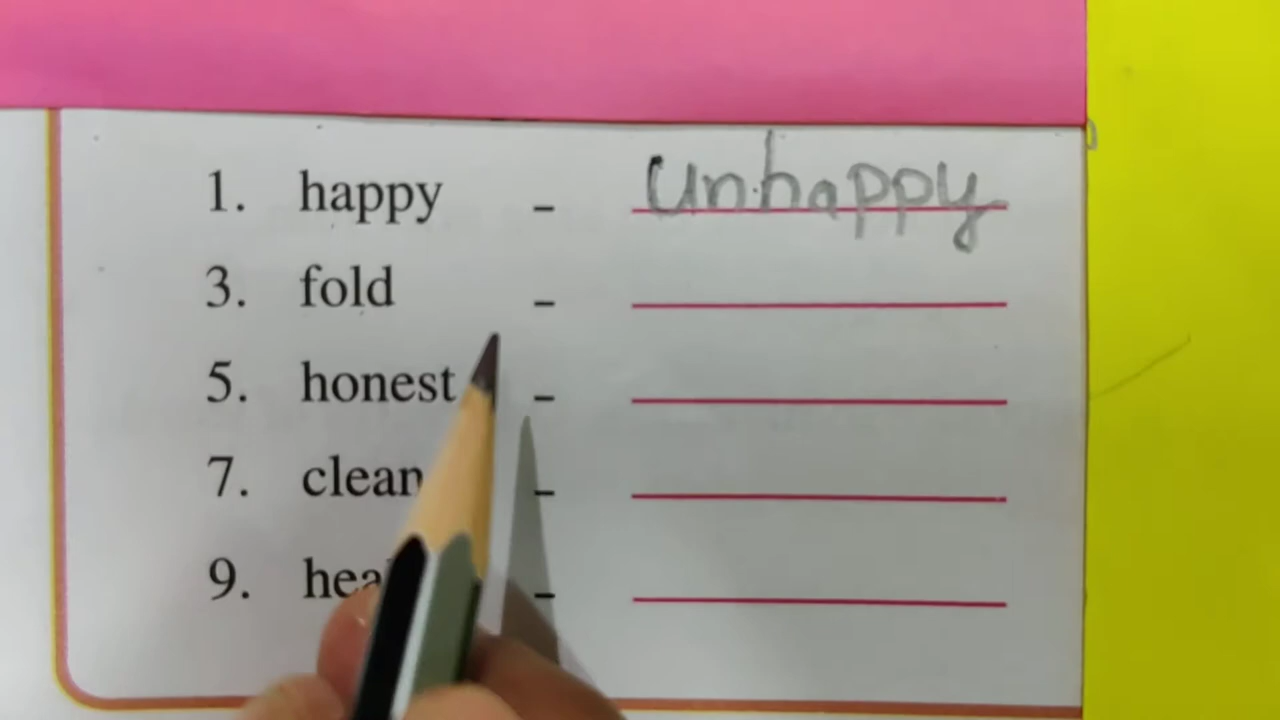 1. happy - unhappy
3. fold -
5. honest -
7. clean -
9. -